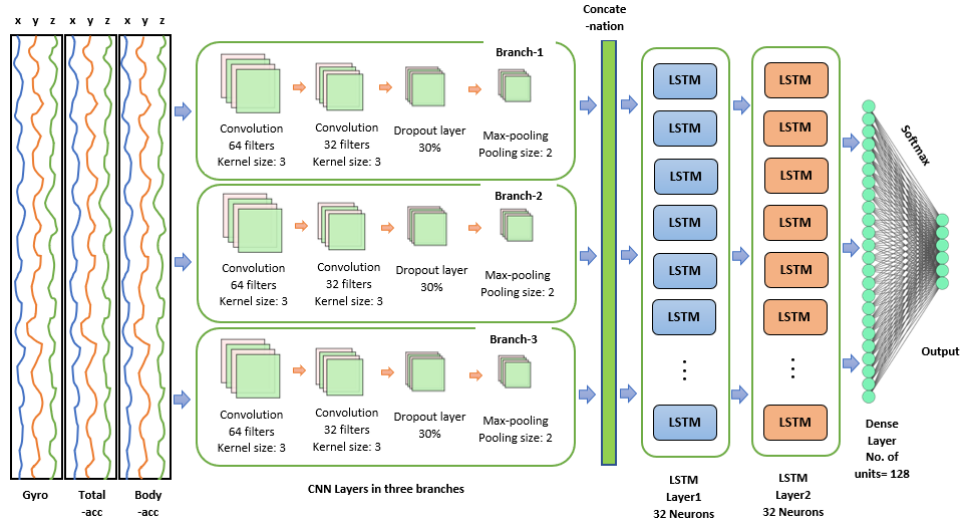 Concate
-nation
x y z x y z x y z
Branch-1
Convolution
64 filters
Kernel size: 3
Convolution
32 filters
Kernel size: 3
Dropout layer
30%
Max-pooling
Pooling size: 2
Branch-2
Convolution
64 filters
Kernel size: 3
Convolution
32 filters
Kernel size: 3
Dropout layer
30%
Max-pooling
Pooling size: 2
Branch-3
Convolution
64 filters
Kernel size: 3
Convolution
32 filters
Kernel size: 3
Dropout layer
30%
Max-pooling
Pooling size: 2
CNN Layers in three branches
Gyro
Total
-acc
Body
-acc
LSTM
LSTM
LSTM
LSTM
LSTM
LSTM
⋮
LSTM
LSTM
Layer1
32 Neurons
LSTM
LSTM
LSTM
LSTM
LSTM
LSTM
⋮
LSTM
LSTM
Layer2
32 Neurons
Softmax
Output
Dense
Layer
No. of
units= 128